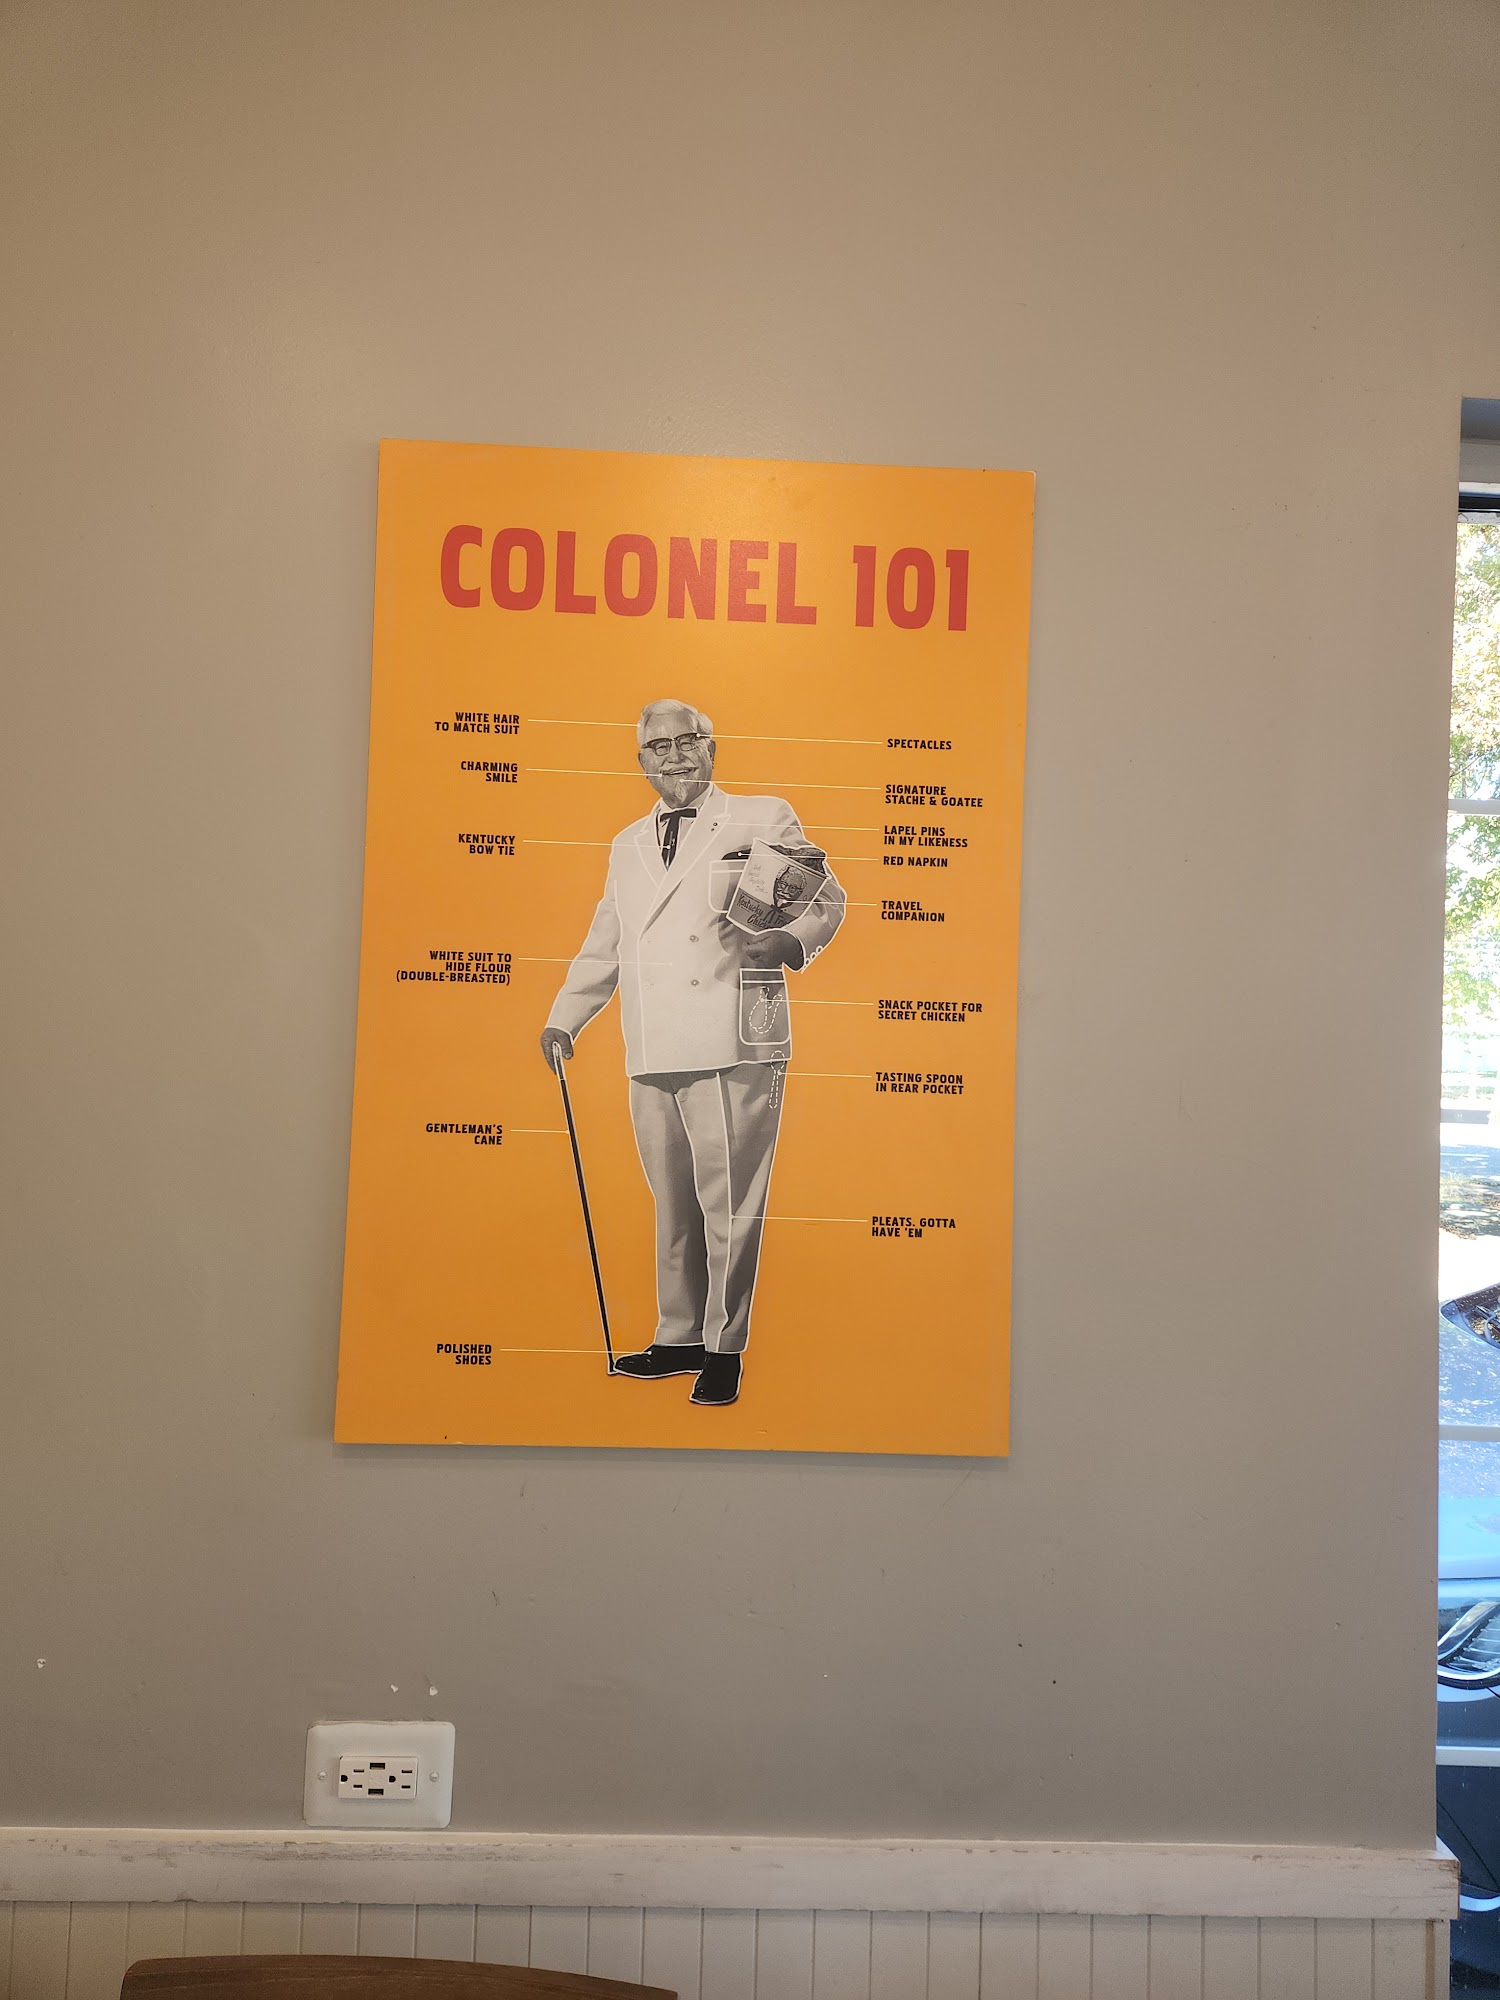 COLONEL 101
WHITE HAIR
TO MATCH SUIT
CHARMING
SMILE
KENTUCKY
BOW TIE
WHITE SUIT TO
HIDE FLOUR
(DOUBLE-BREASTED)
GENTLEMAN'S
CANE
POLISHED
SHOES
SPECTACLES
SIGNATURE
STACHE & GOATEE
LAPEL PINS
IN MY LIKENESS
RED NAPKIN
TRAVEL
COMPANION
SNACK POCKET FOR
SECRET CHICKEN
TASTING SPOON
IN REAR POCKET
PLEATS. GOTTA
HAVE 'EM
Kentucky